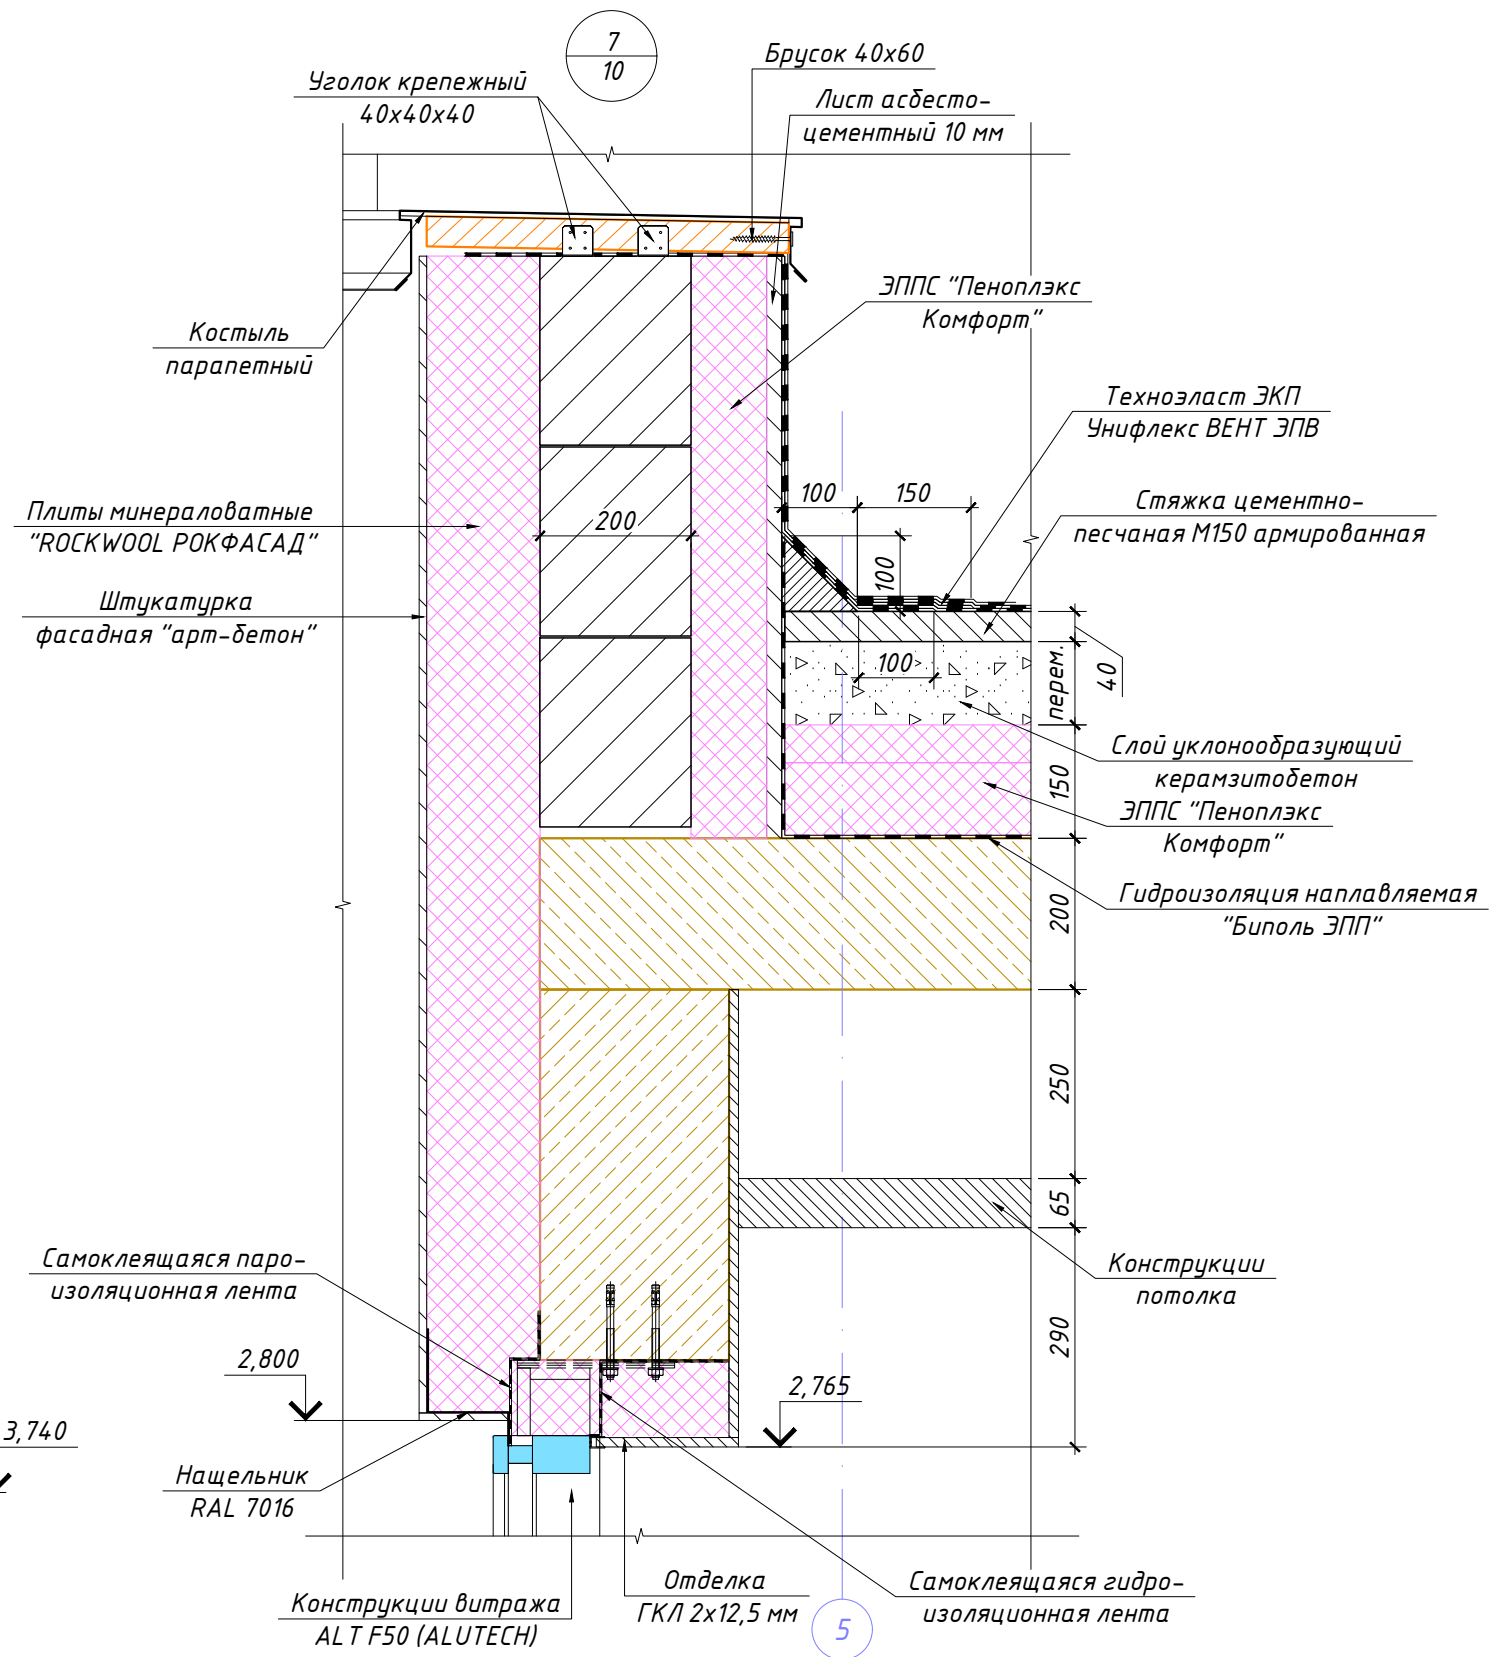 7
10
Брусок 40х60
Уголок крепежный
40х40х40
Лист асбесто-
цементный 10 мм
ЭППС "Пеноплэкс
Комфорт"
Костыль
парапетный
Техноэласт ЭКП
Унифлекс ВЕНТ ЭПВ
100
150
Стяжка цементно-
песчаная М150 армированная
Плиты минераловатные
"ROCKWOOL РОКФАСАД"
200
100
Штукатурка
фасадная "арт-бетон"
100
перем.
40
Слой уклонообразующий
керамзитобетон
150
ЭППС "Пеноплэкс
Комфорт"
Гидроизоляция наплавляемая
"Биполь ЭПП"
200
250
65
Самоклеящаяся паро-
изоляционная лента
Конструкции
потолка
290
2,800
2,765
3,740
Нащельник
RAL 7016
Отделка
ГКЛ 2х12,5 мм
Самоклеящаяся гидро-
изоляционная лента
Конструкции витража
ALT F50 (ALUTECH)
5